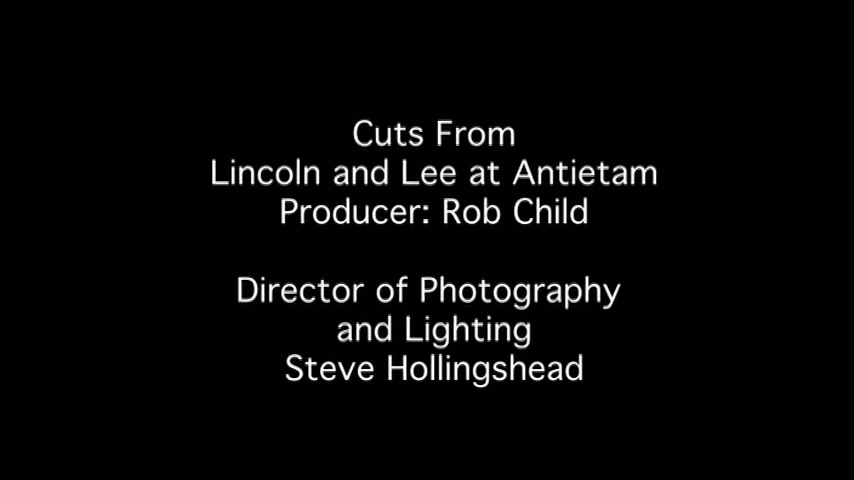 Cuts From
Lincoln and Lee at Antietam
Producer: Rob Child
Director of Photography
and Lighting
Steve Hollingshead